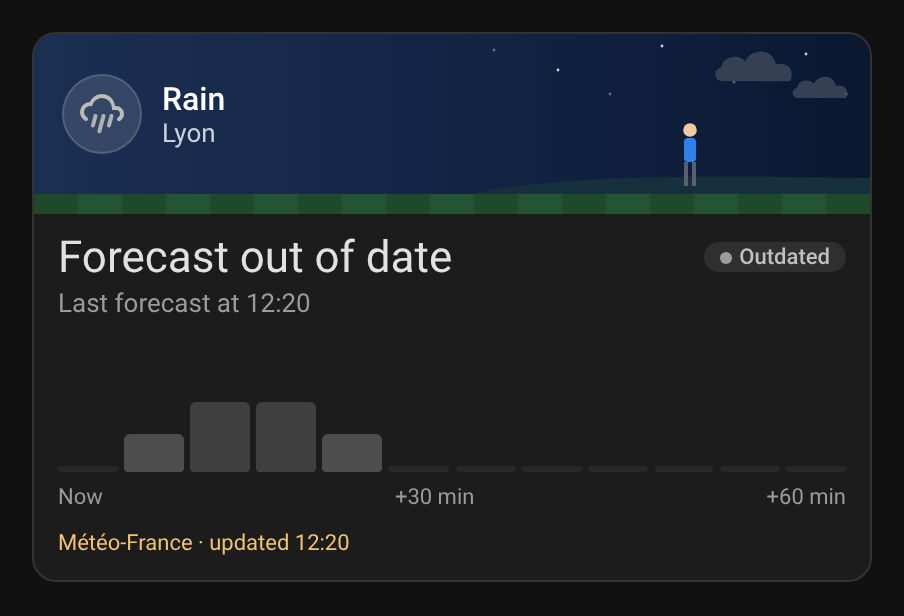 Rain
Lyon
Forecast out of date
Outdated
Last forecast at 12:20
Now
+30 min
+60 min
Météo-France · updated 12:20